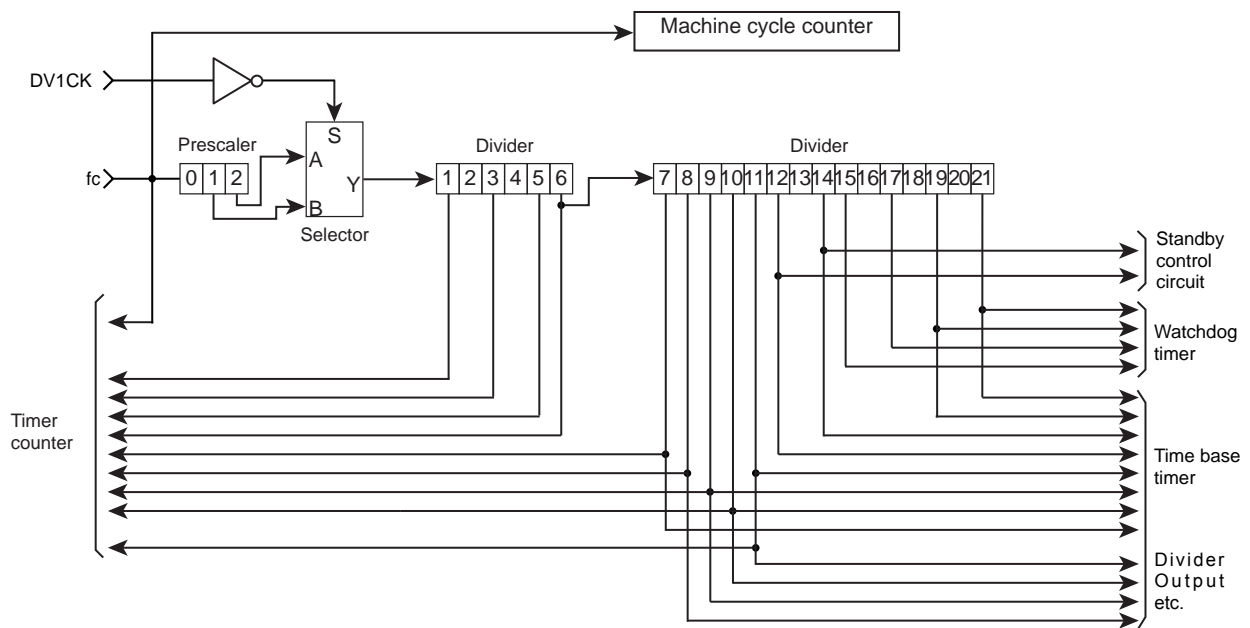 Machine cycle counter
DV1CK
S
Prescaler
Divider
Divider
fc
0 1 2
A
B
Y
Selector
1 2 3 4 5 6
7 8 9 10 11 12 13 14 15 16 17 18 19 20 21
Standby
control
circuit
Watchdog
timer
Timer
counter
Time base
timer
Divider
Output
etc.